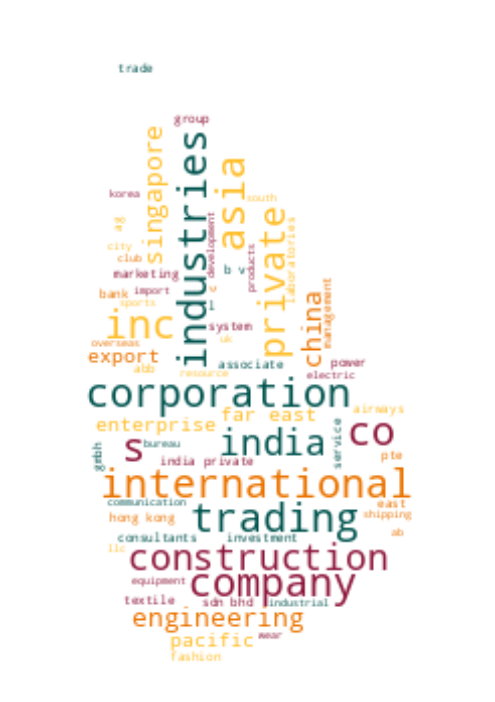 trade
group
industries
singapore
asia
korea
south
private
ag
development
laboratories
city
club
b v
products
marketing
c
import
bank
china
management
sports
l
inc
system
uk
overseas
export
associate
power
abb
resource
electric
corporation
airways
far east
enterprise
co
s
bureau
india
service
gmbh
india private
pte
international
communication
east
hong kong
trading
shipping
ab
consultants
investment
llc
construction
equipment
company
textile
sdn bhd
industrial
engineering
wear
pacific
fashion